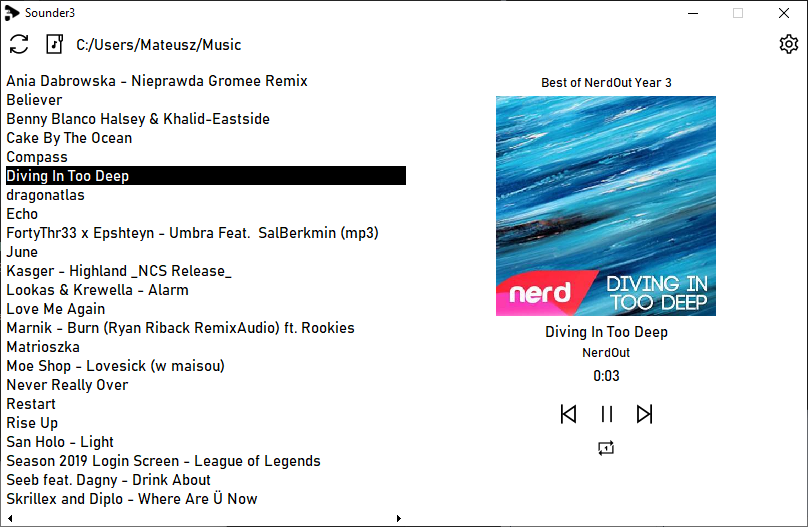 Sounder3
C:/Users/Mateusz/Music
Ania Dabrowska - Nieprawda Gromee Remix
Believer
Benny Blanco Halsey & Khalid-Eastside
Cake By The Ocean
Compass
Diving In Too Deep
dragonatlas
Echo
FortyThr33 x Epshteyn - Umbra Feat.  SalBerkmin (mp3)
June
Kasger - Highland _NCS Release_
Lookas & Krewella - Alarm
Love Me Again
Marnik - Burn (Ryan Riback RemixAudio) ft. Rookies
Matrioszka
Moe Shop - Lovesick (w maisou)
Never Really Over
Restart
Rise Up
San Holo - Light
Season 2019 Login Screen - League of Legends
Seeb feat. Dagny - Drink About
Skrillex and Diplo - Where Are Ü Now
Best of NerdOut Year 3
nerd
DIVING IN
TOO DEEP
Diving In Too Deep
NerdOut
0:03
1